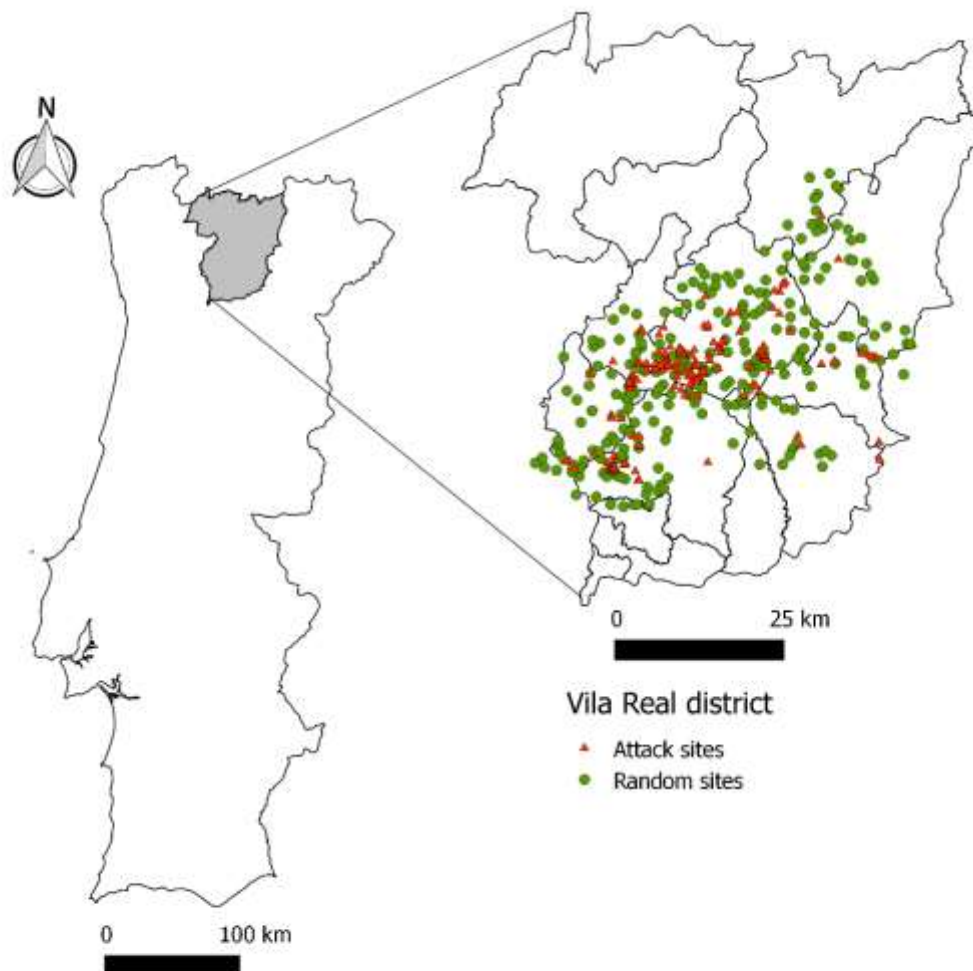 N
0 25 km
Vila Real district
Attack sites
Random sites
0 100 km